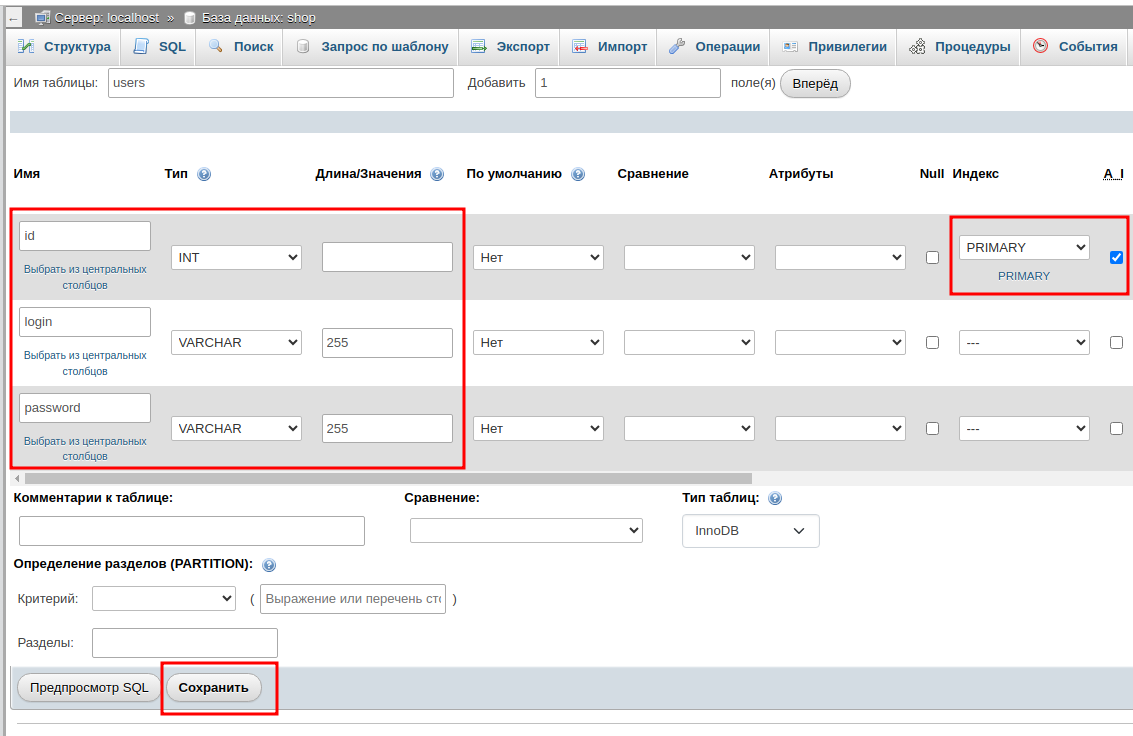 ← Сервер: localhost » База данных: shop
Структура SQL Поиск Запрос по шаблону Экспорт Импорт Операции Привилегии Процедуры События
Имя таблицы: users Добавить 1 поле(я) Вперёд
Имя Тип Длина/Значения По умолчанию Сравнение Атрибуты Null Индекс A_I
id INT Нет PRIMARY
Выбрать из центральных
столбцов
PRIMARY
login VARCHAR 255 Нет ---
Выбрать из центральных
столбцов
password VARCHAR 255 Нет ---
Выбрать из центральных
столбцов
Комментарии к таблице: Сравнение: Тип таблиц:
InnoDB
Определение разделов (PARTITION):
Критерий: ( Выражение или перечень сто )
Разделы:
Предпросмотр SQL Сохранить